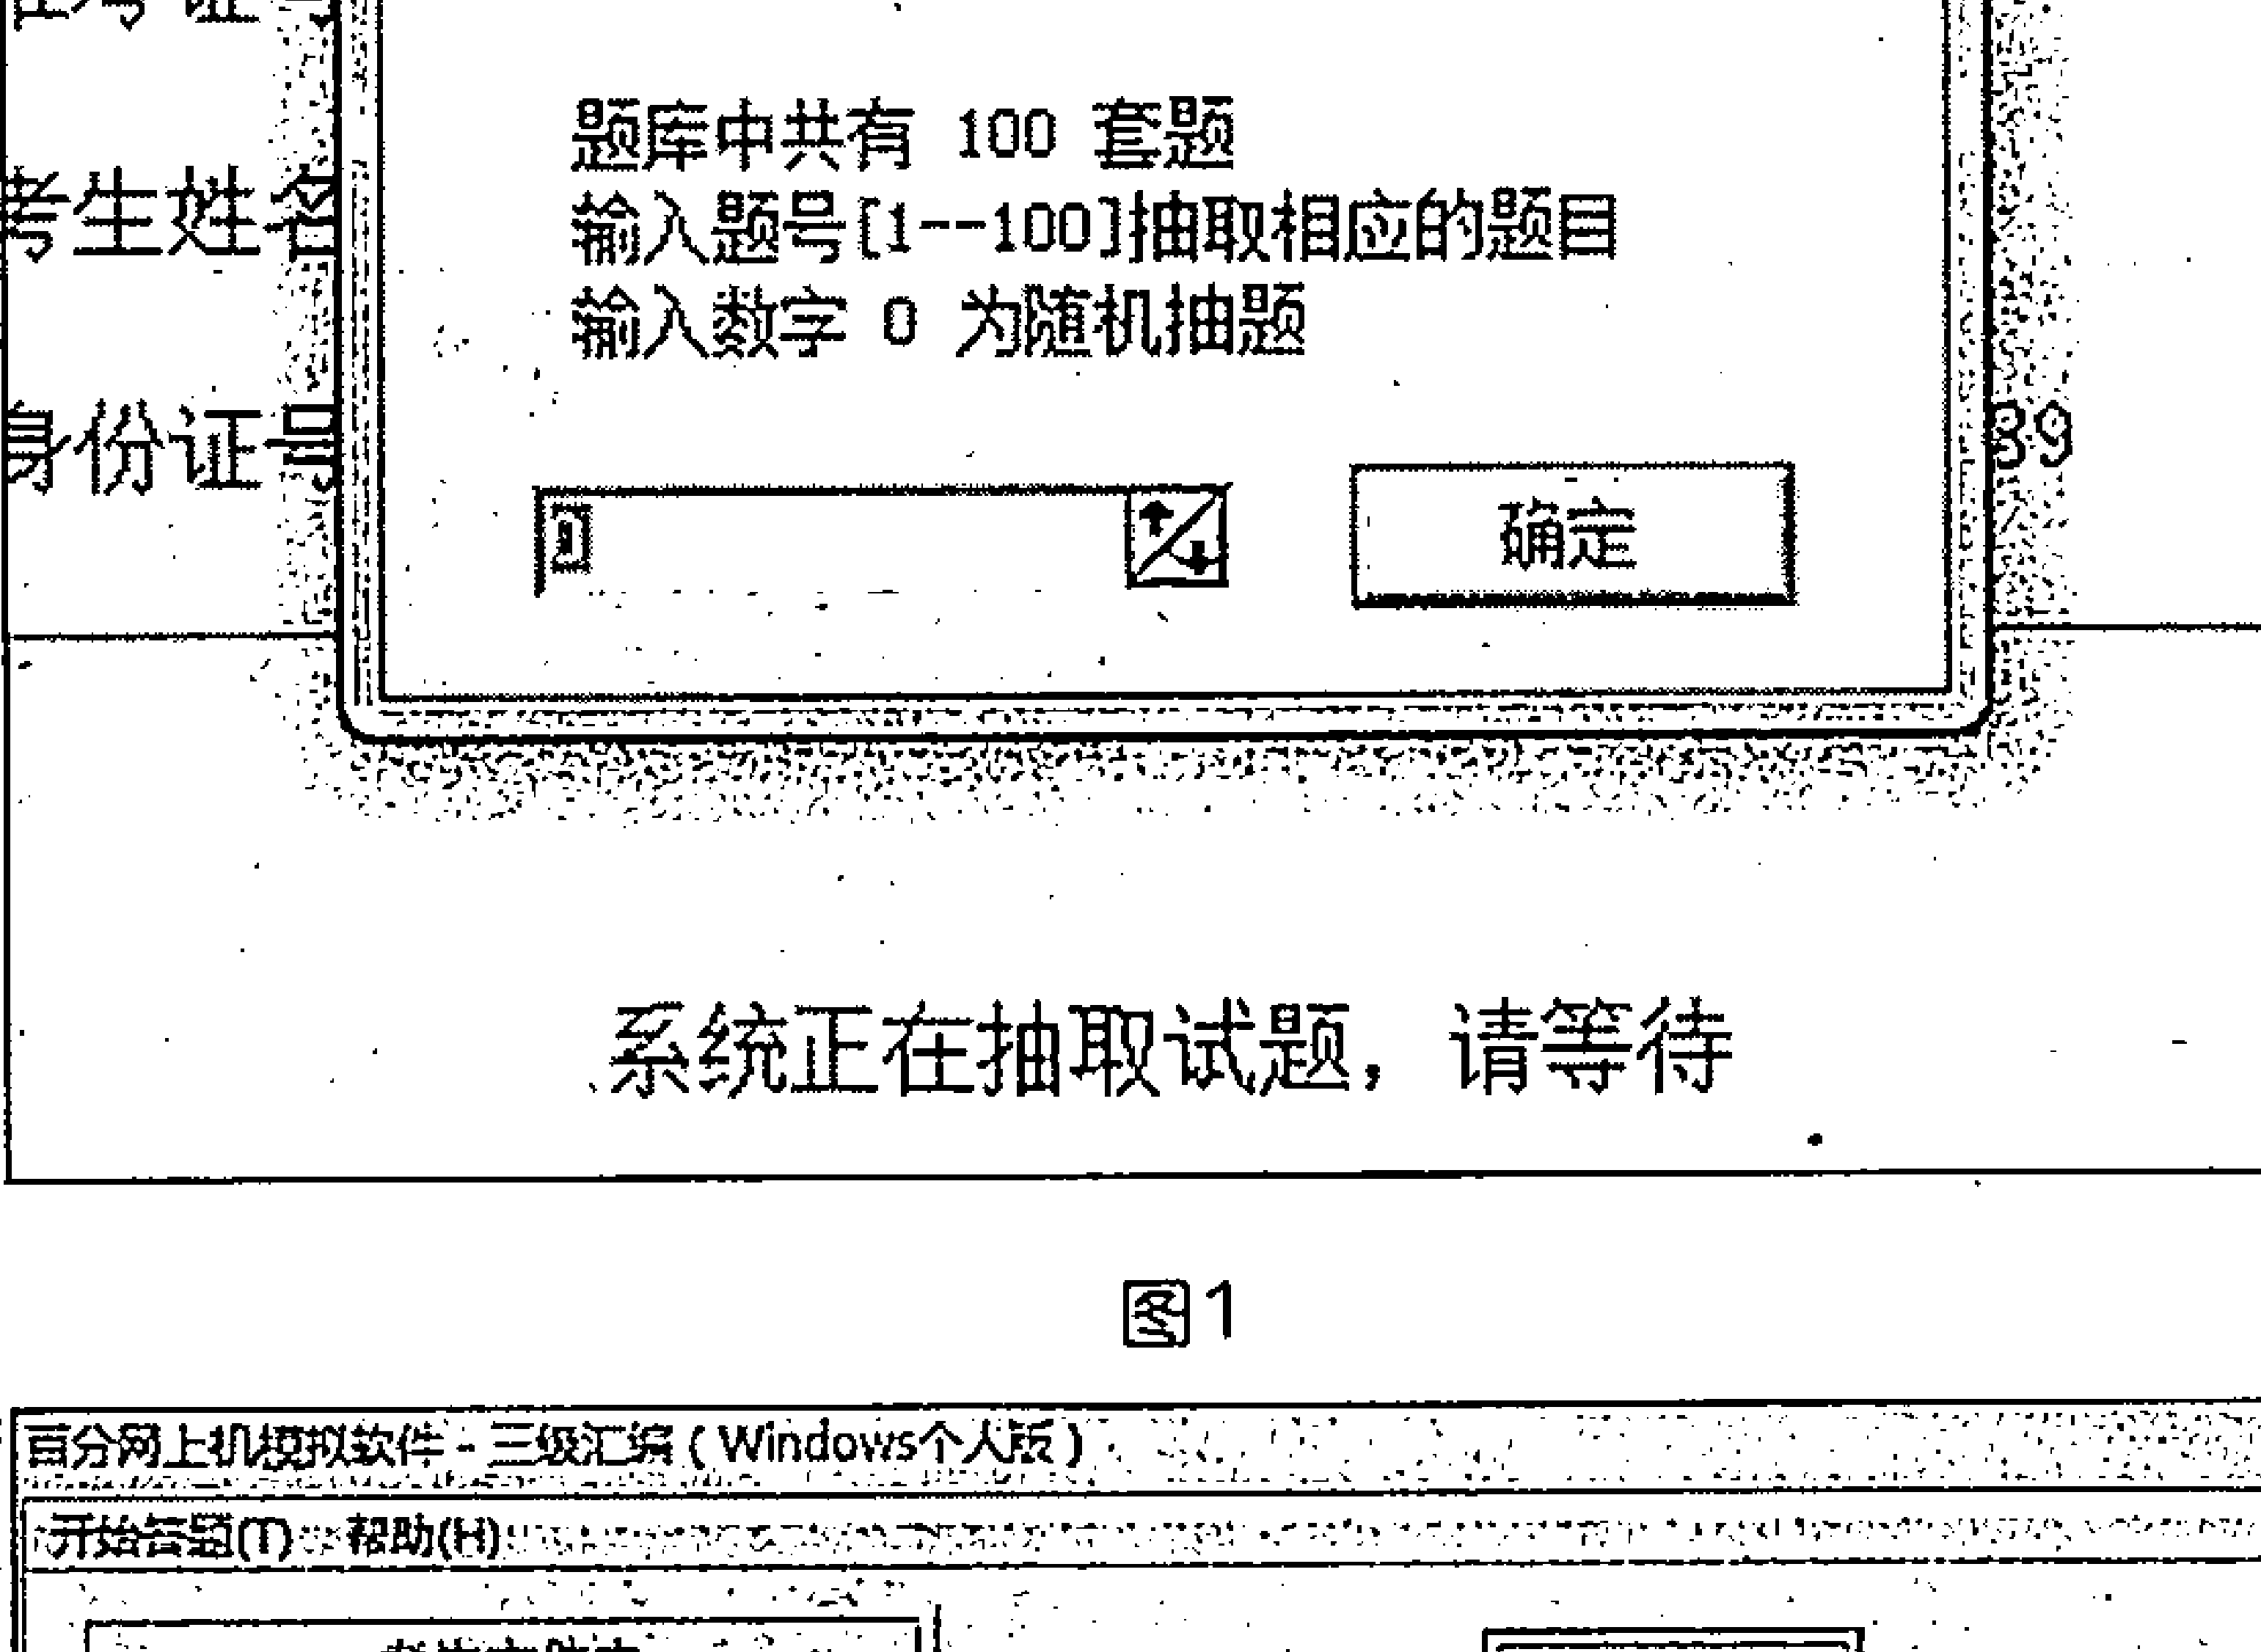 题库中共有 100 套题
考生姓名
输入题号[1--100]抽取相应的题目
输入数字 0 为随机抽题
身份证号
89
确定
系统正在抽取试题，请等待
图1
百分网上机模拟软件 - 三级汇编 ( Windows个人版 )
开始答题(T) 帮助(H)